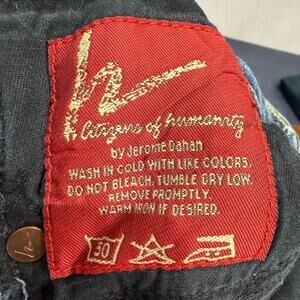 h
Citizens of humanity
by Jerome Dahan
WASH IN COLD WITH LIKE COLORS.
DO NOT BLEACH. TUMBLE DRY LOW.
REMOVE PROMPTLY.
WARM IRON IF DESIRED.
50
h